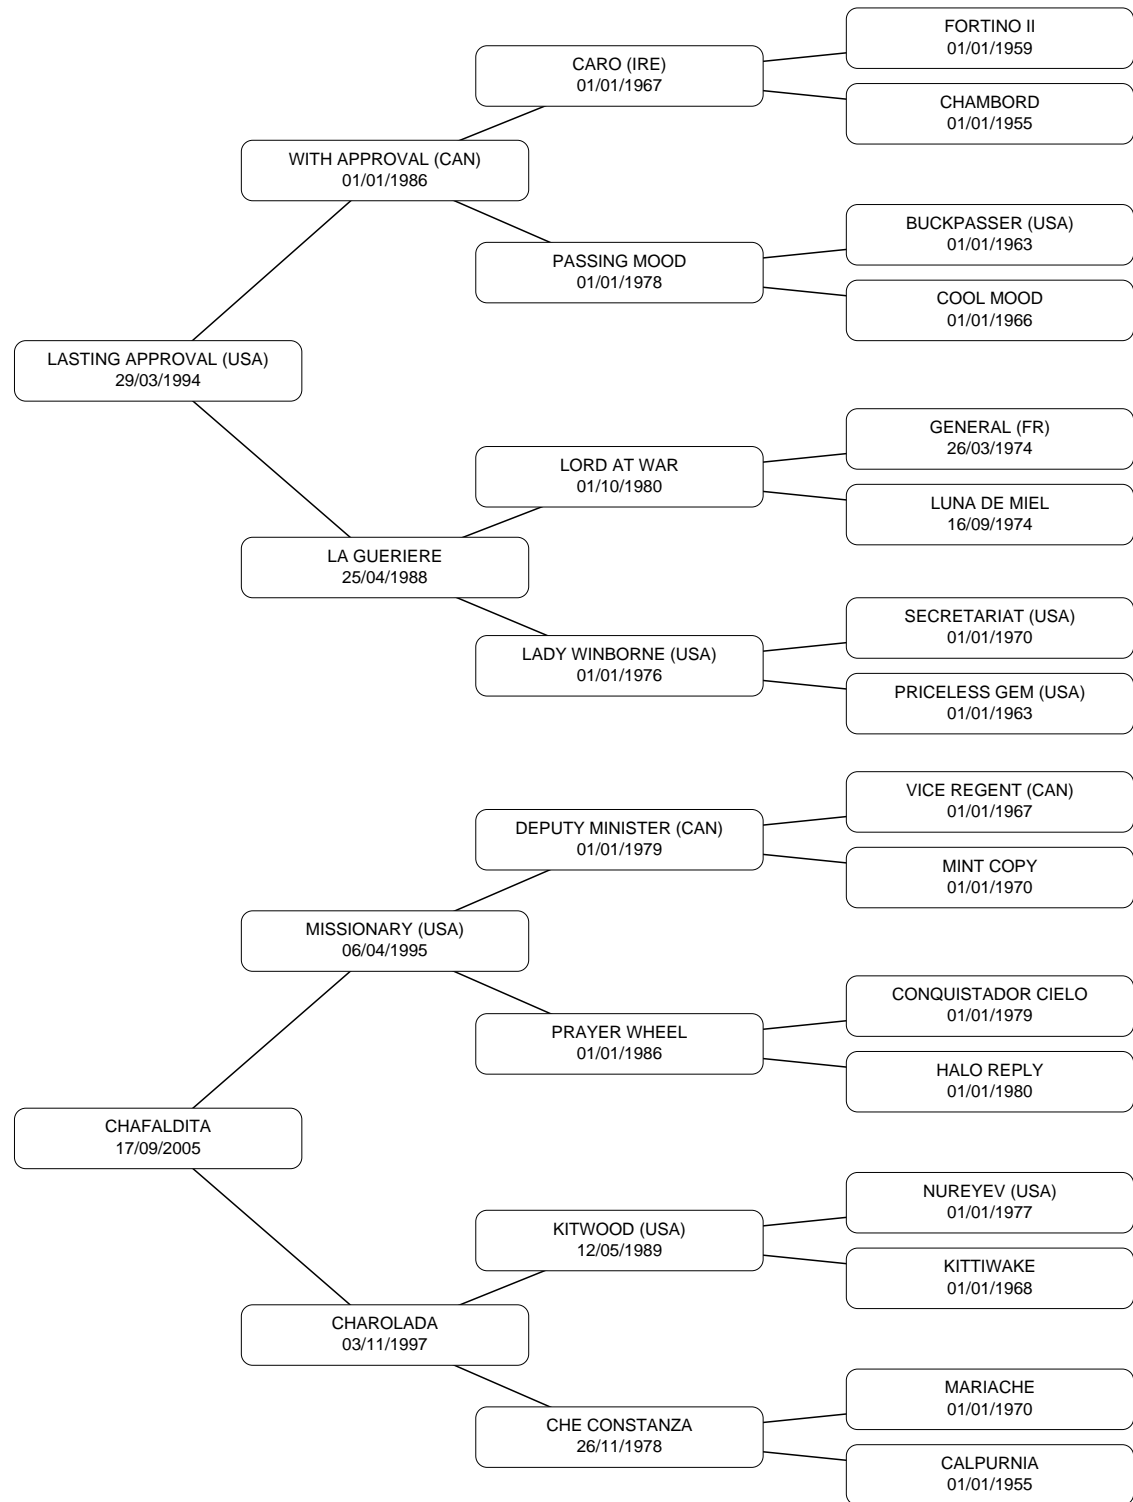 FORTINO II
01/01/1959
CARO (IRE)
01/01/1967
CHAMBORD
01/01/1955
WITH APPROVAL (CAN)
01/01/1986
BUCKPASSER (USA)
01/01/1963
PASSING MOOD
01/01/1978
COOL MOOD
01/01/1966
LASTING APPROVAL (USA)
29/03/1994
GENERAL (FR)
26/03/1974
LORD AT WAR
01/10/1980
LUNA DE MIEL
16/09/1974
LA GUERIERE
25/04/1988
SECRETARIAT (USA)
01/01/1970
LADY WINBORNE (USA)
01/01/1976
PRICELESS GEM (USA)
01/01/1963
VICE REGENT (CAN)
01/01/1967
DEPUTY MINISTER (CAN)
01/01/1979
MINT COPY
01/01/1970
MISSIONARY (USA)
06/04/1995
CONQUISTADOR CIELO
01/01/1979
PRAYER WHEEL
01/01/1986
HALO REPLY
01/01/1980
CHAFALDITA
17/09/2005
NUREYEV (USA)
01/01/1977
KITWOOD (USA)
12/05/1989
KITTIWAKE
01/01/1968
CHAROLADA
03/11/1997
MARIACHE
01/01/1970
CHE CONSTANZA
26/11/1978
CALPURNIA
01/01/1955